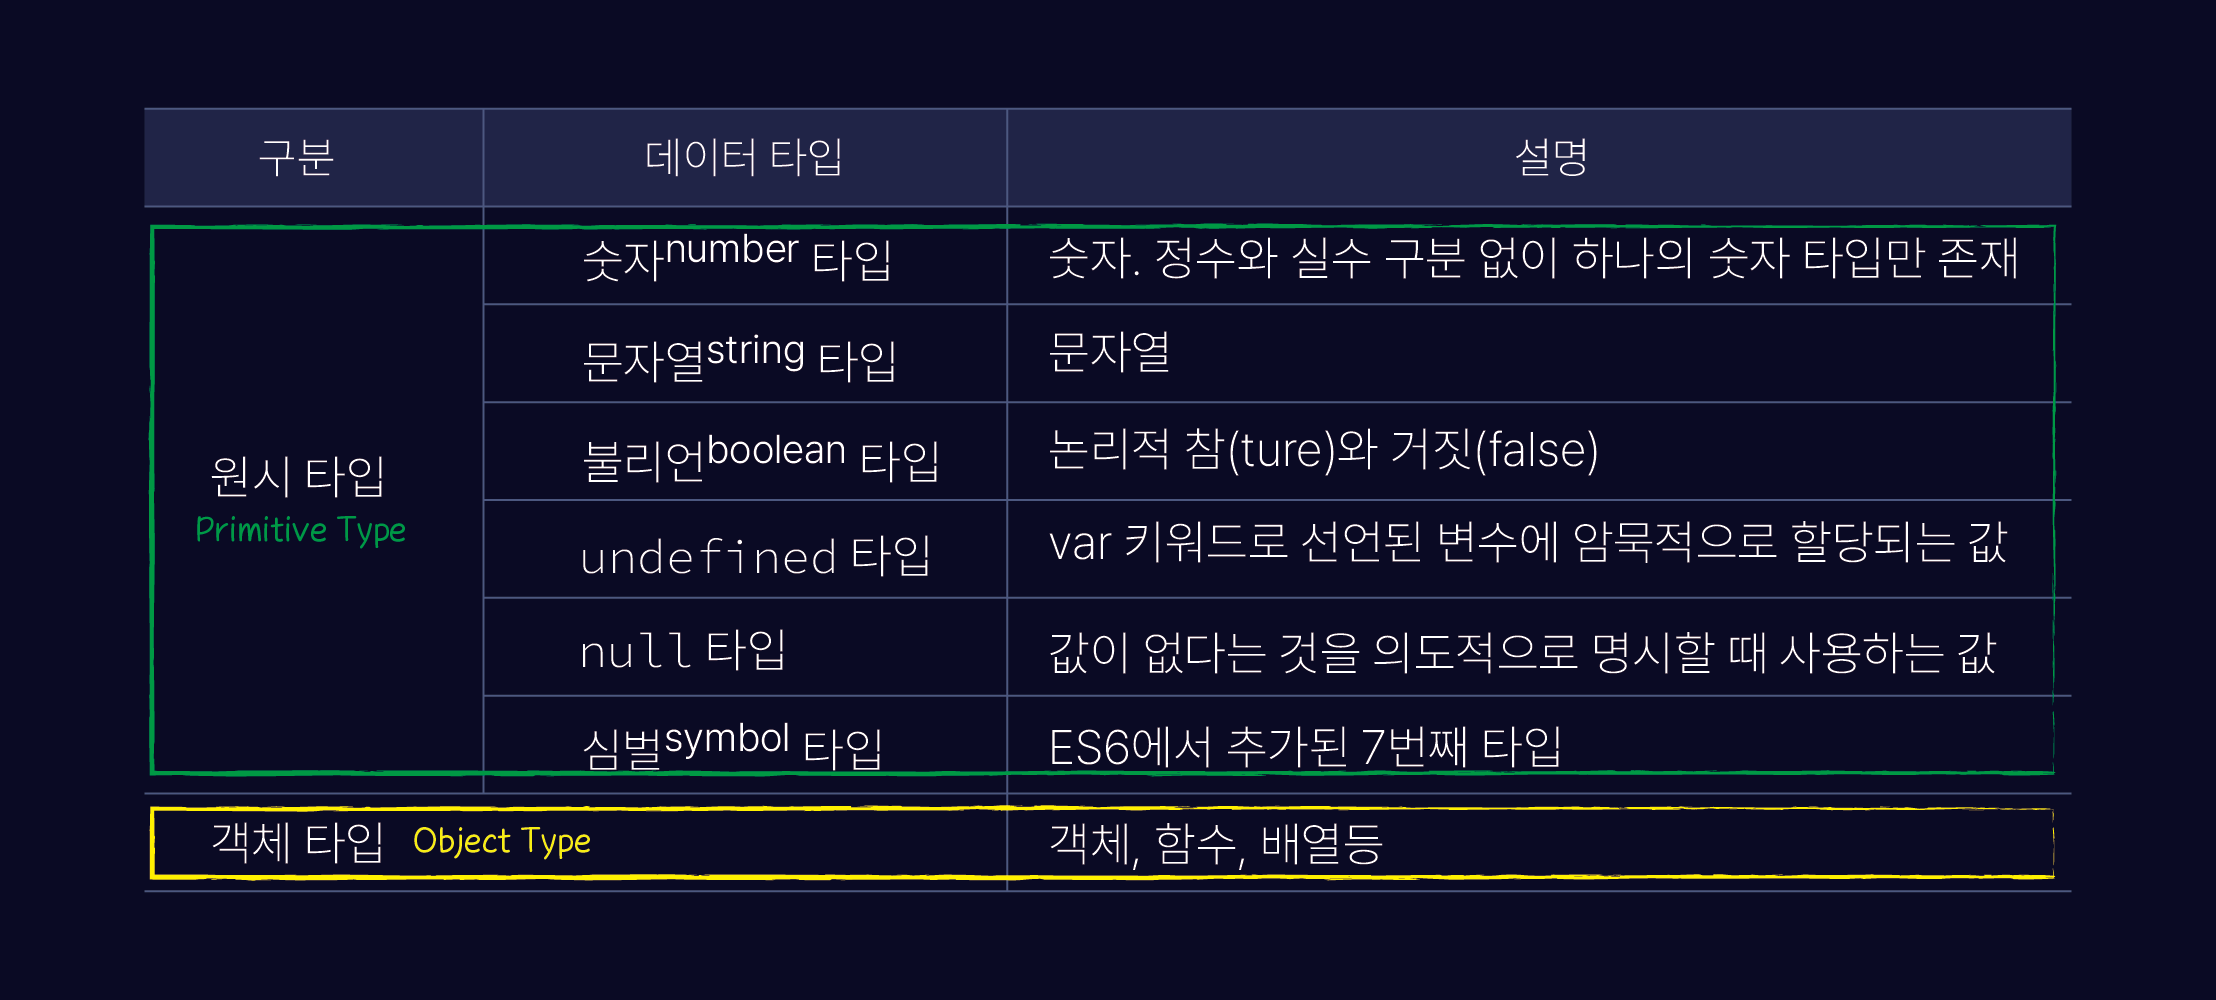 구분 데이터 타입 설명
숫자number 타입 숫자. 정수와 실수 구분 없이 하나의 숫자 타입만 존재
문자열string 타입 문자열
불리언boolean 타입 논리적 참(ture)와 거짓(false)
원시 타입
Primitive Type
undefined 타입 var 키워드로 선언된 변수에 암묵적으로 할당되는 값
null 타입 값이 없다는 것을 의도적으로 명시할 때 사용하는 값
심벌symbol 타입 ES6에서 추가된 7번째 타입
객체 타입 Object Type 객체, 함수, 배열등